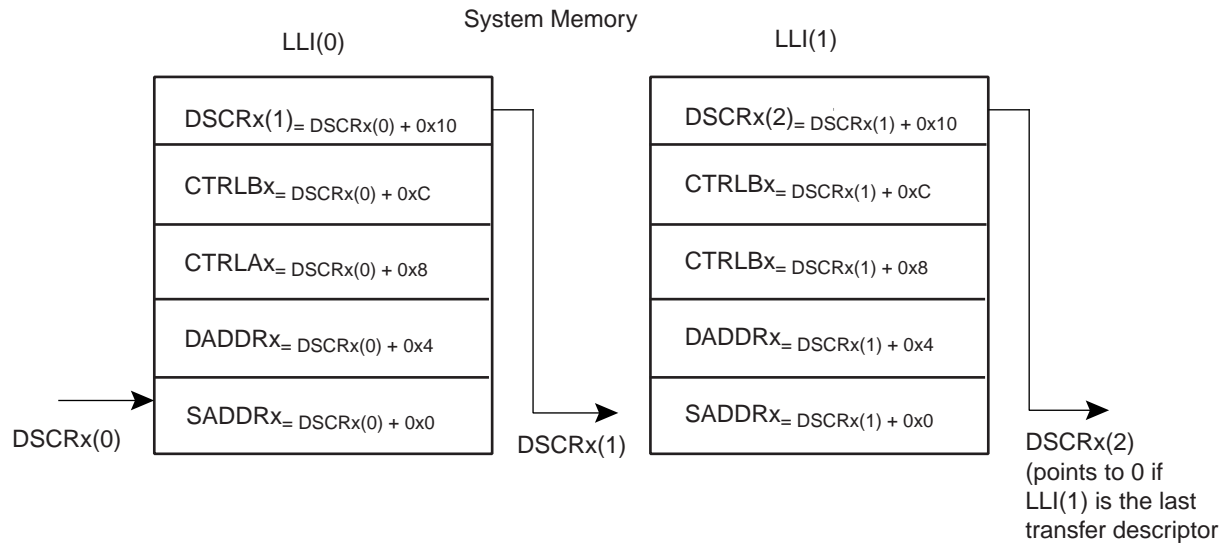 System Memory
LLI(0)
LLI(1)
DSCRx(1)= DSCRx(0) + 0x10
CTRLBx= DSCRx(0) + 0xC
CTRLAx= DSCRx(0) + 0x8
DADDRx= DSCRx(0) + 0x4
SADDRx= DSCRx(0) + 0x0
DSCRx(0)
DSCRx(1)
DSCRx(2)= DSCRx(1) + 0x10
CTRLBx= DSCRx(1) + 0xC
CTRLBx= DSCRx(1) + 0x8
DADDRx= DSCRx(1) + 0x4
SADDRx= DSCRx(1) + 0x0
DSCRx(2)
(points to 0 if
LLI(1) is the last
transfer descriptor